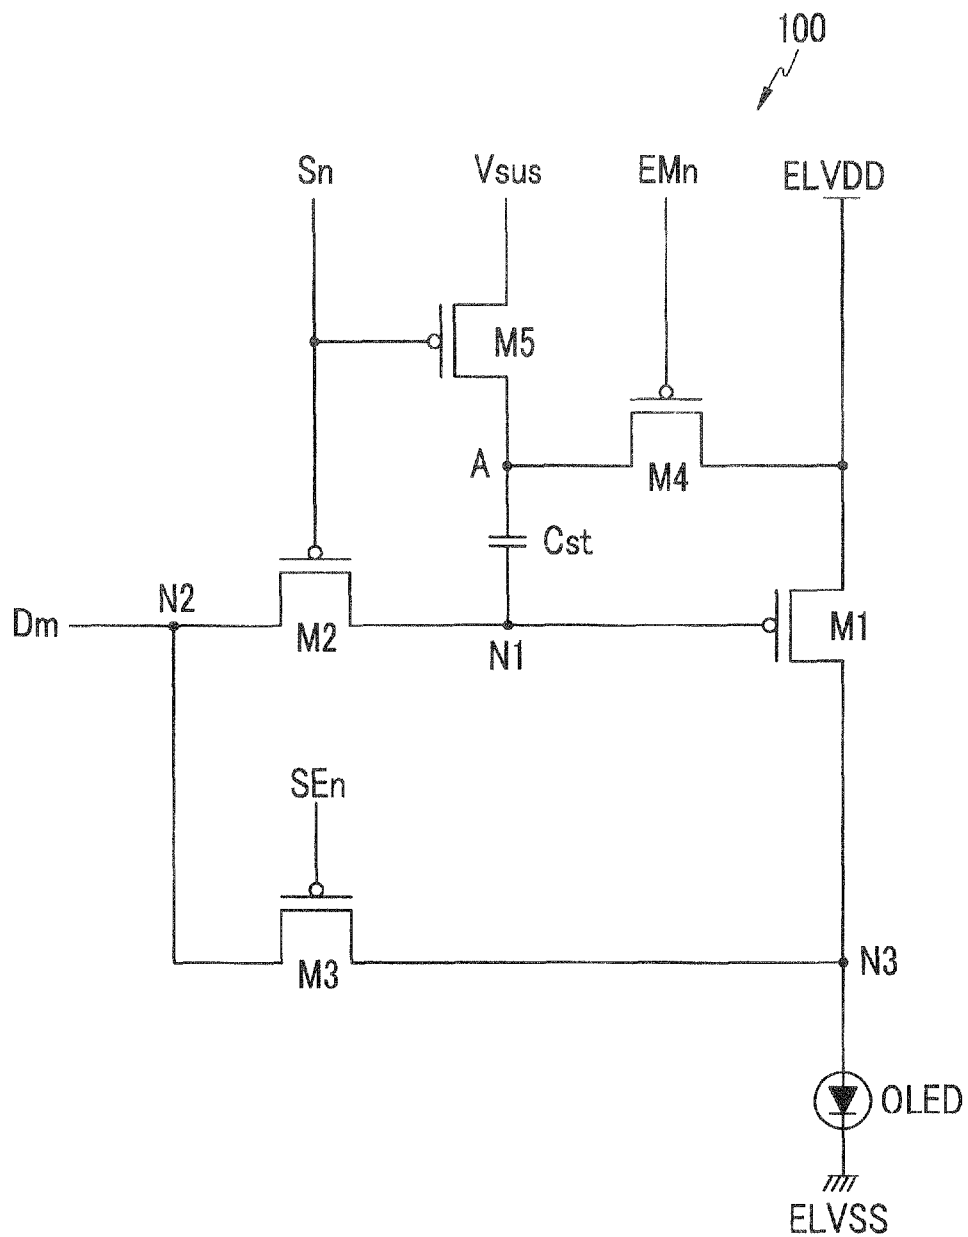 100
Sn
Vsus
EMn
ELVDD
M5
A
M4
Cst
N2
Dm
M2
N1
M1
SEn
M3
N3
OLED
ELVSS